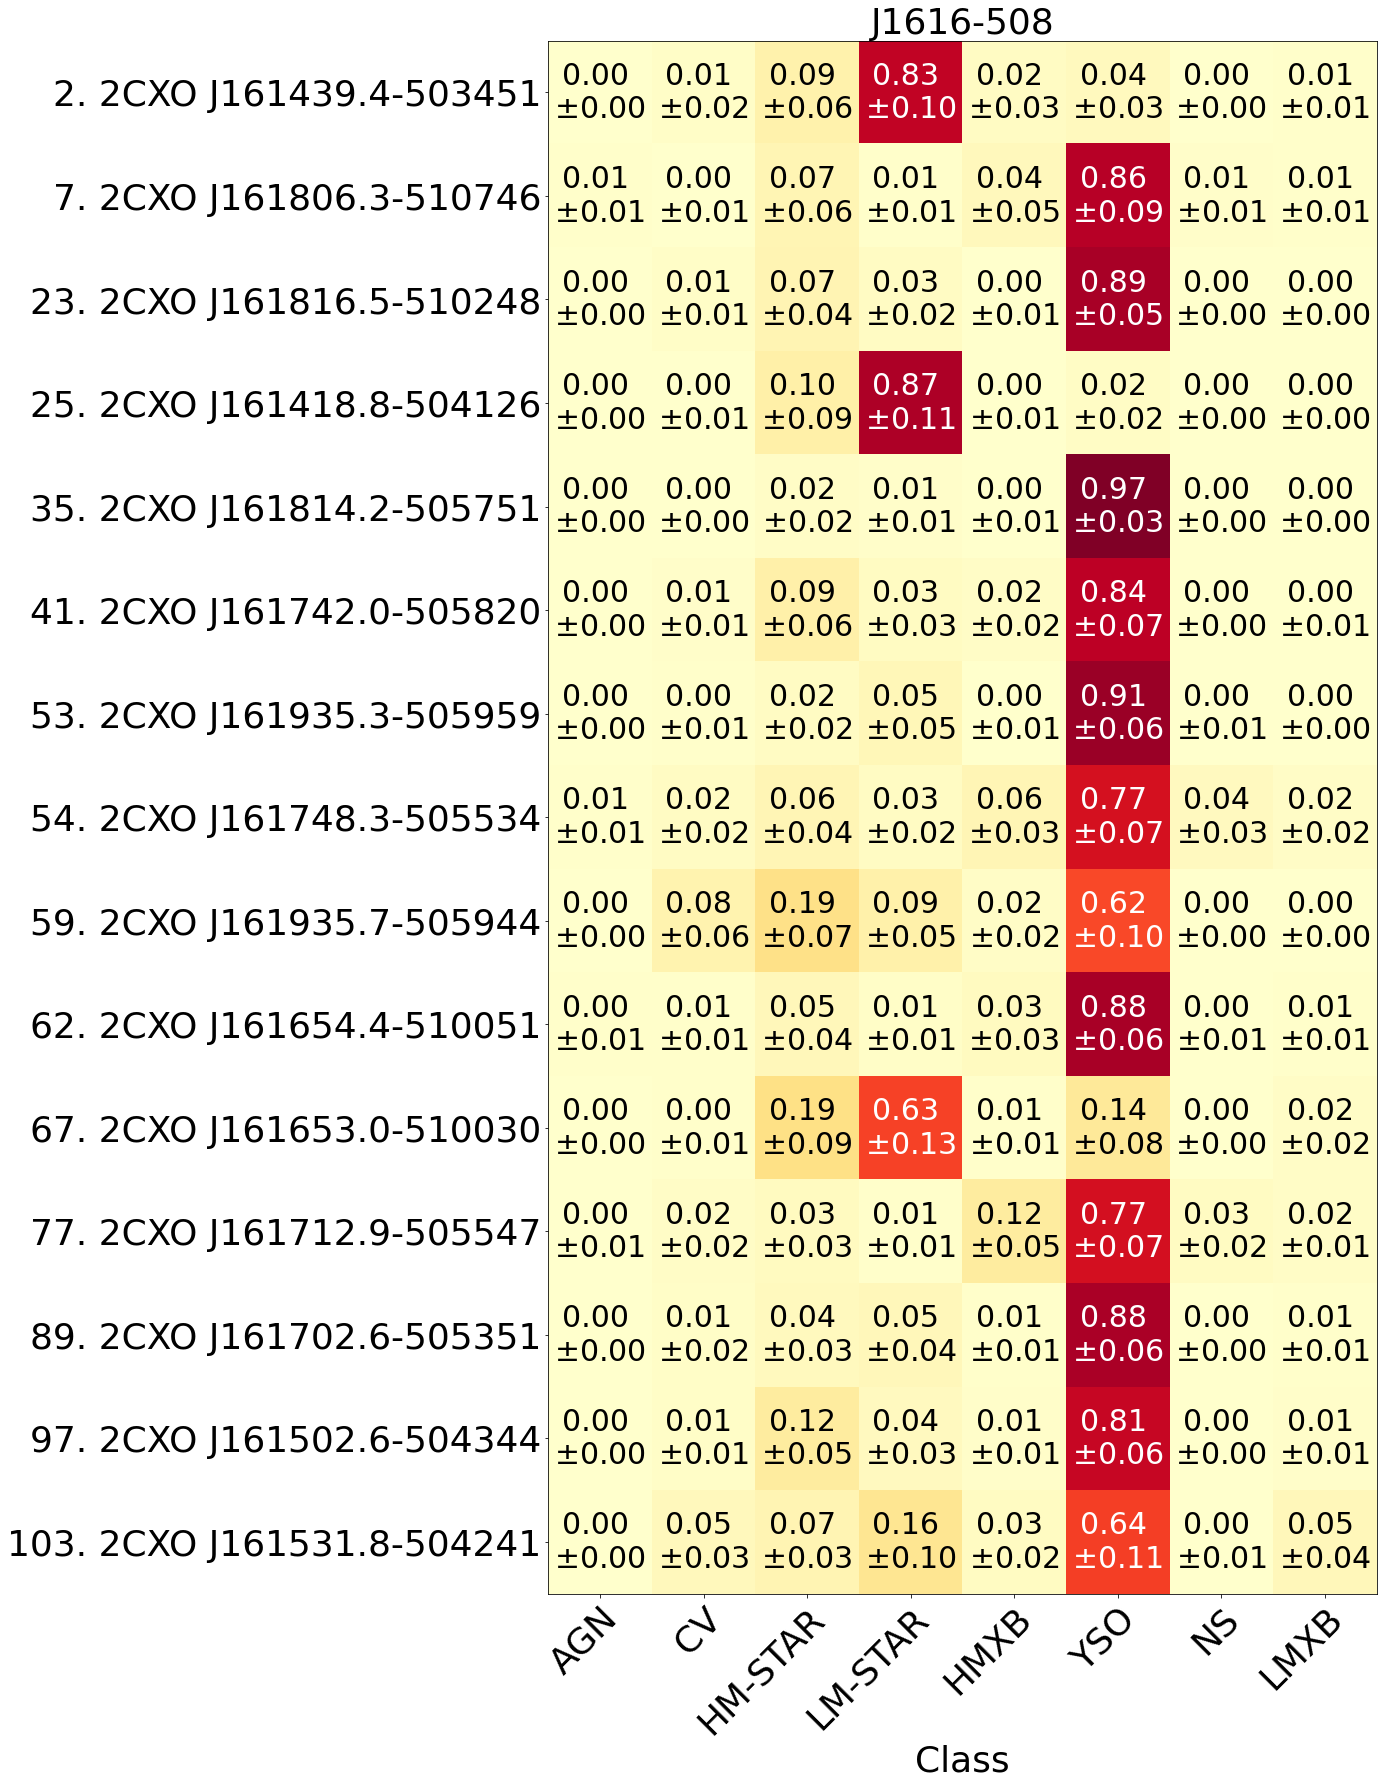 J1616-508
2. 2CXO J161439.4-503451 0.00 0.01 0.09 0.83 0.02 0.04 0.00 0.01
±0.00 ±0.02 ±0.06 ±0.10 ±0.03 ±0.03 ±0.00 ±0.01
7. 2CXO J161806.3-510746 0.01 0.00 0.07 0.01 0.04 0.86 0.01 0.01
±0.01 ±0.01 ±0.06 ±0.01 ±0.05 ±0.09 ±0.01 ±0.01
23. 2CXO J161816.5-510248 0.00 0.01 0.07 0.03 0.00 0.89 0.00 0.00
±0.00 ±0.01 ±0.04 ±0.02 ±0.01 ±0.05 ±0.00 ±0.00
25. 2CXO J161418.8-504126 0.00 0.00 0.10 0.87 0.00 0.02 0.00 0.00
±0.00 ±0.01 ±0.09 ±0.11 ±0.01 ±0.02 ±0.00 ±0.00
35. 2CXO J161814.2-505751 0.00 0.00 0.02 0.01 0.00 0.97 0.00 0.00
±0.00 ±0.00 ±0.02 ±0.01 ±0.01 ±0.03 ±0.00 ±0.00
41. 2CXO J161742.0-505820 0.00 0.01 0.09 0.03 0.02 0.84 0.00 0.00
±0.00 ±0.01 ±0.06 ±0.03 ±0.02 ±0.07 ±0.00 ±0.01
53. 2CXO J161935.3-505959 0.00 0.00 0.02 0.05 0.00 0.91 0.00 0.00
±0.00 ±0.01 ±0.02 ±0.05 ±0.01 ±0.06 ±0.01 ±0.00
54. 2CXO J161748.3-505534 0.01 0.02 0.06 0.03 0.06 0.77 0.04 0.02
±0.01 ±0.02 ±0.04 ±0.02 ±0.03 ±0.07 ±0.03 ±0.02
59. 2CXO J161935.7-505944 0.00 0.08 0.19 0.09 0.02 0.62 0.00 0.00
±0.00 ±0.06 ±0.07 ±0.05 ±0.02 ±0.10 ±0.00 ±0.00
62. 2CXO J161654.4-510051 0.00 0.01 0.05 0.01 0.03 0.88 0.00 0.01
±0.01 ±0.01 ±0.04 ±0.01 ±0.03 ±0.06 ±0.01 ±0.01
67. 2CXO J161653.0-510030 0.00 0.00 0.19 0.63 0.01 0.14 0.00 0.02
±0.00 ±0.01 ±0.09 ±0.13 ±0.01 ±0.08 ±0.00 ±0.02
77. 2CXO J161712.9-505547 0.00 0.02 0.03 0.01 0.12 0.77 0.03 0.02
±0.01 ±0.02 ±0.03 ±0.01 ±0.05 ±0.07 ±0.02 ±0.01
89. 2CXO J161702.6-505351 0.00 0.01 0.04 0.05 0.01 0.88 0.00 0.01
±0.00 ±0.02 ±0.03 ±0.04 ±0.01 ±0.06 ±0.00 ±0.01
97. 2CXO J161502.6-504344 0.00 0.01 0.12 0.04 0.01 0.81 0.00 0.01
±0.00 ±0.01 ±0.05 ±0.03 ±0.01 ±0.06 ±0.00 ±0.01
103. 2CXO J161531.8-504241 0.00 0.05 0.07 0.16 0.03 0.64 0.00 0.05
±0.00 ±0.03 ±0.03 ±0.10 ±0.02 ±0.11 ±0.01 ±0.04
AGN CV HM-STAR LM-STAR HMXB YSO NS LMXB
Class